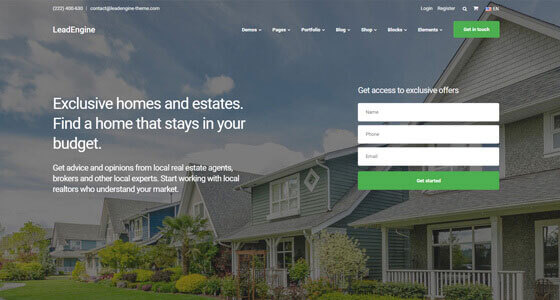 (222) 400-630 | contact@leadengine-theme.com Login Register EN
LeadEngine Demos Pages Portfolio Blog Shop Blocks Elements Get in touch
Exclusive homes and estates.
Find a home that stays in your
budget.
Get advice and opinions from local real estate agents,
brokers and other local experts. Start working with local
realtors who understand your market.
Get access to exclusive offers
Name
Phone
Email
Get started